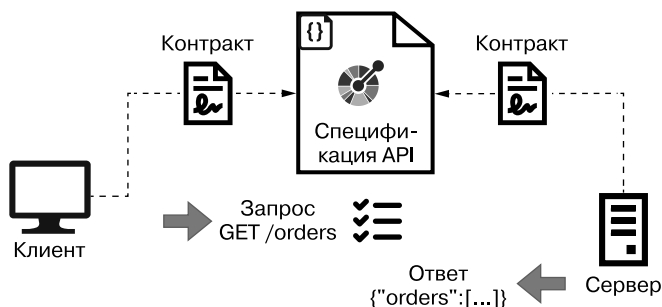 {}
Контракт
Контракт
Специфи-
кация API
Клиент
Запрос
GET /orders
Ответ
{"orders":[...]}
Сервер